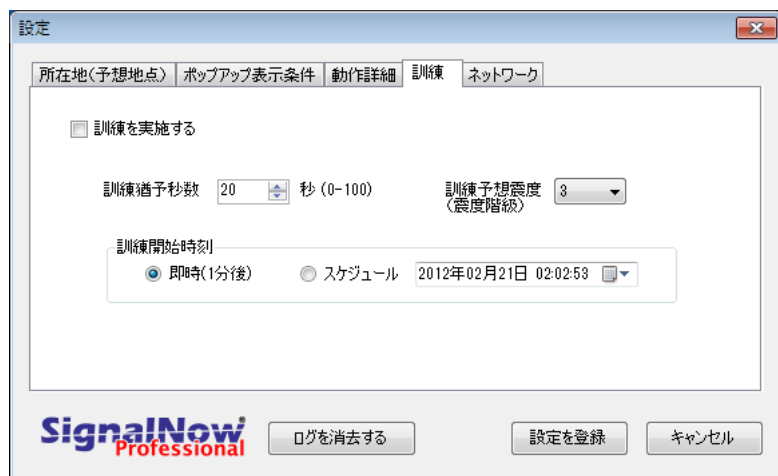 設定
所在地(予想地点) ポップアップ表示条件 動作詳細 訓練 ネットワーク
訓練を実施する
訓練猶予秒数 20 秒 (0-100) 訓練予想震度 3
(震度階級)
訓練開始時刻
即時(1分後) スケジュール 2012年02月21日 02:02:53
SignalNow
Professional
ログを消去する 設定を登録 キャンセル